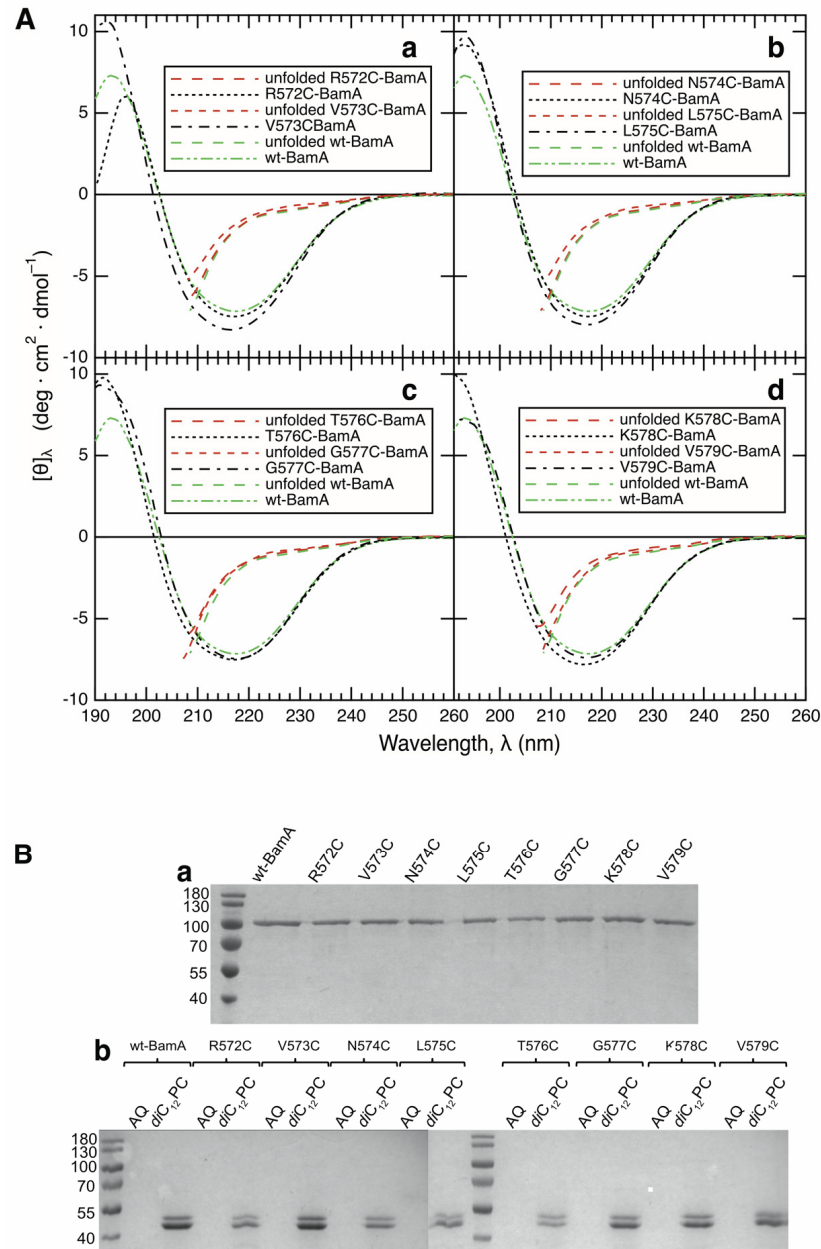 A
a
unfolded R572C-BamA
R572C-BamA
unfolded V573C-BamA
V573CBamA
unfolded wt-BamA
wt-BamA
b
unfolded N574C-BamA
N574C-BamA
unfolded L575C-BamA
L575C-BamA
unfolded wt-BamA
wt-BamA
10
5
0
-5
-10
c
unfolded T576C-BamA
T576C-BamA
unfolded G577C-BamA
G577C-BamA
unfolded wt-BamA
wt-BamA
d
unfolded K578C-BamA
K578C-BamA
unfolded V579C-BamA
V579C-BamA
unfolded wt-BamA
wt-BamA
10
5
0
-5
-10
[θ]λ (deg · cm² · dmol⁻¹)
190 200 210 220 230 240 250 260 200 210 220 230 240 250 260
Wavelength, λ (nm)
B
a
wt-BamA R572C V573C N574C L575C T576C G577C K578C V579C
180
130
100
70
55
40
b
wt-BamA R572C V573C N574C L575C T576C G577C K578C V579C
AQ diC₁₂PC AQ diC₁₂PC AQ diC₁₂PC AQ diC₁₂PC AQ diC₁₂PC AQ diC₁₂PC AQ diC₁₂PC AQ diC₁₂PC AQ diC₁₂PC
180
130
100
70
55
40